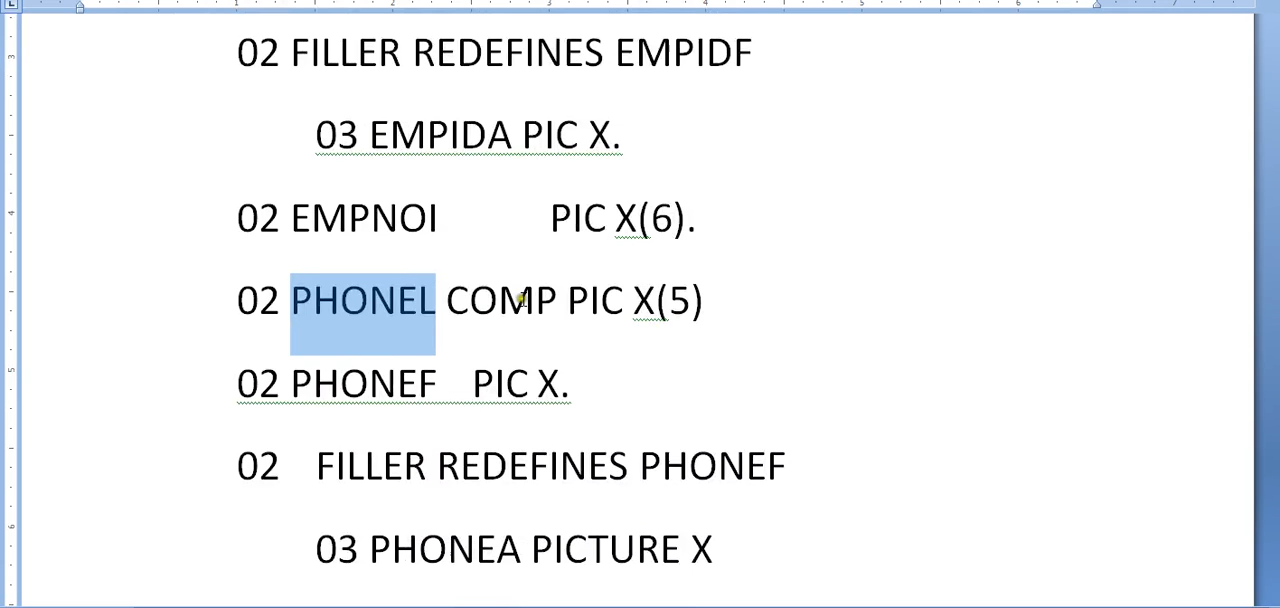 02 FILLER REDEFINES EMPIDF
03 EMPIDA PIC X.
02 EMPNOI PIC X(6).
02 PHONEL COMP PIC X(5)
02 PHONEF PIC X.
02 FILLER REDEFINES PHONEF
03 PHONEA PICTURE X